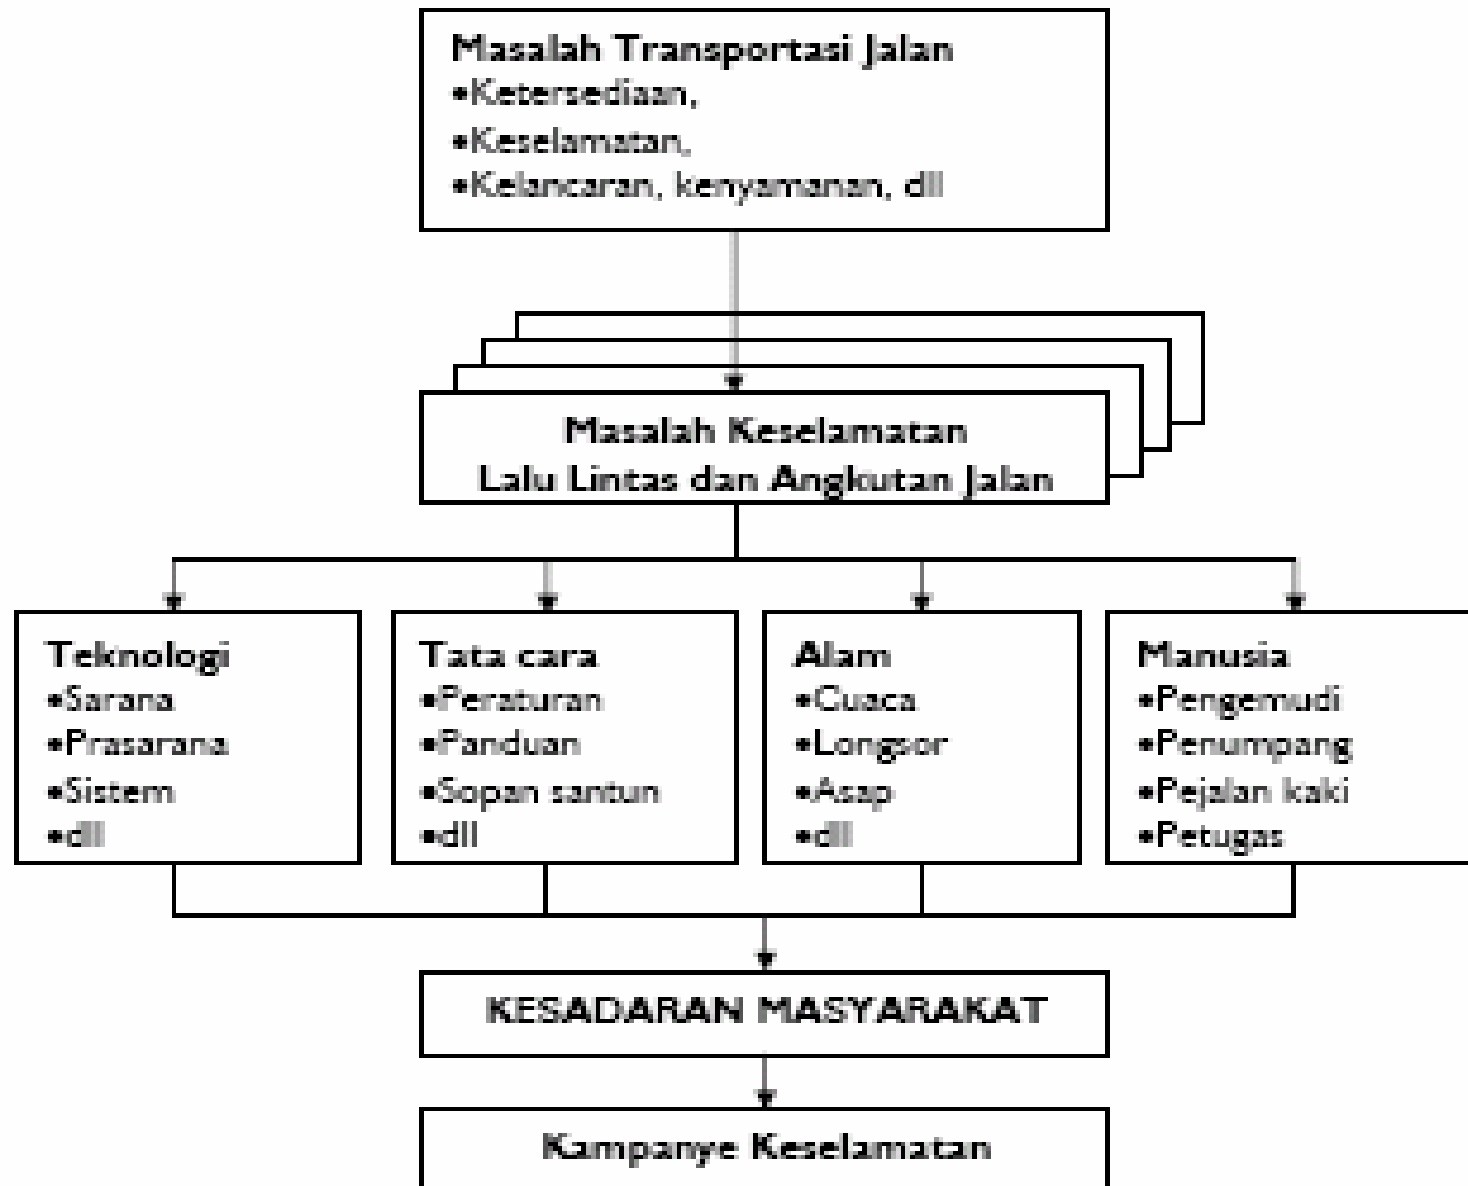 Masalah Transportasi Jalan
•Ketersediaan,
•Keselamatan,
•Kelancaran, kenyamanan, dll
Masalah Keselamatan
Lalu Lintas dan Angkutan Jalan
Teknologi
•Sarana
•Prasarana
•Sistem
•dll
Tata cara
•Peraturan
•Panduan
•Sopan santun
•dll
Alam
•Cuaca
•Longsor
•Asap
•dll
Manusia
•Pengemudi
•Penumpang
•Pejalan kaki
•Petugas
KESADARAN MASYARAKAT
Kampanye Keselamatan